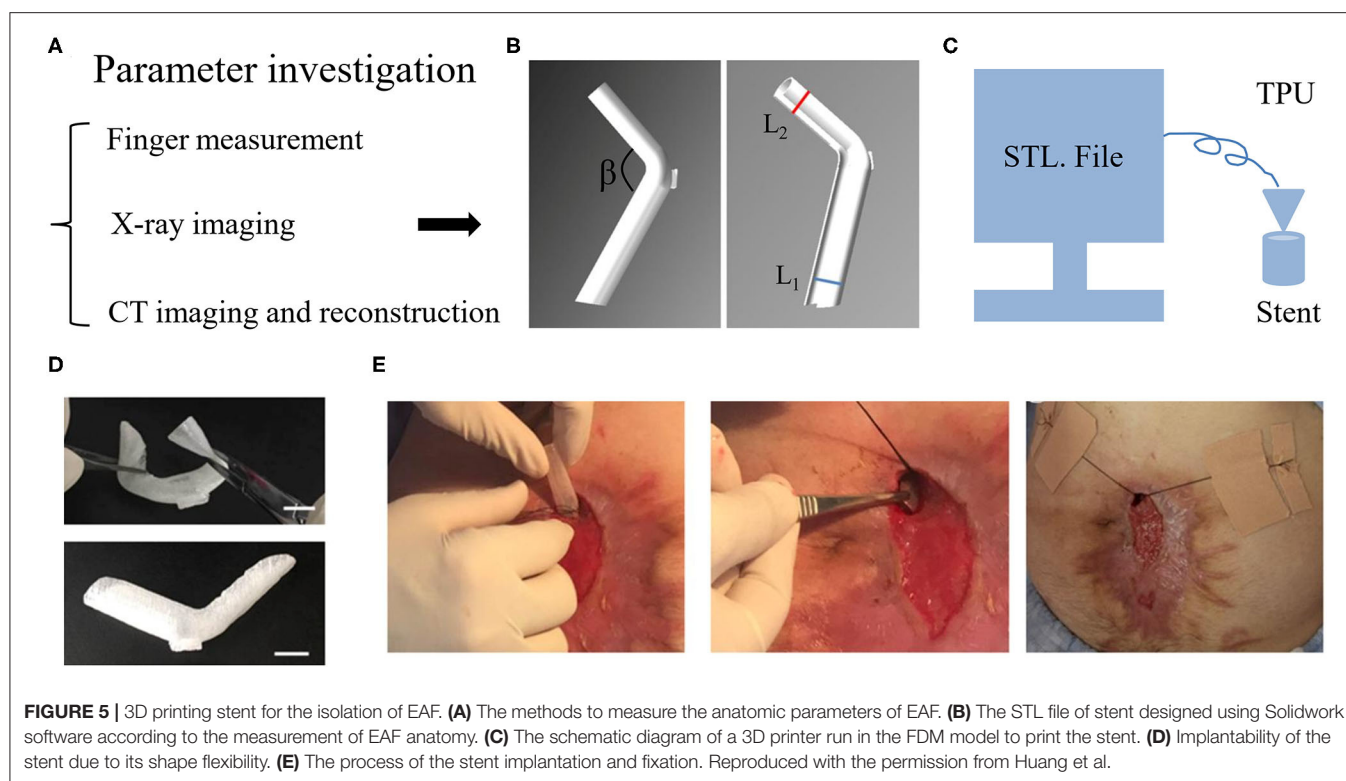 A
Parameter investigation
Finger measurement
X-ray imaging
CT imaging and reconstruction
B
β
L2
L1
C
STL. File
TPU
Stent
D
E
FIGURE 5 | 3D printing stent for the isolation of EAF. (A) The methods to measure the anatomic parameters of EAF. (B) The STL file of stent designed using Solidwork
software according to the measurement of EAF anatomy. (C) The schematic diagram of a 3D printer run in the FDM model to print the stent. (D) Implantability of the
stent due to its shape flexibility. (E) The process of the stent implantation and fixation. Reproduced with the permission from Huang et al.